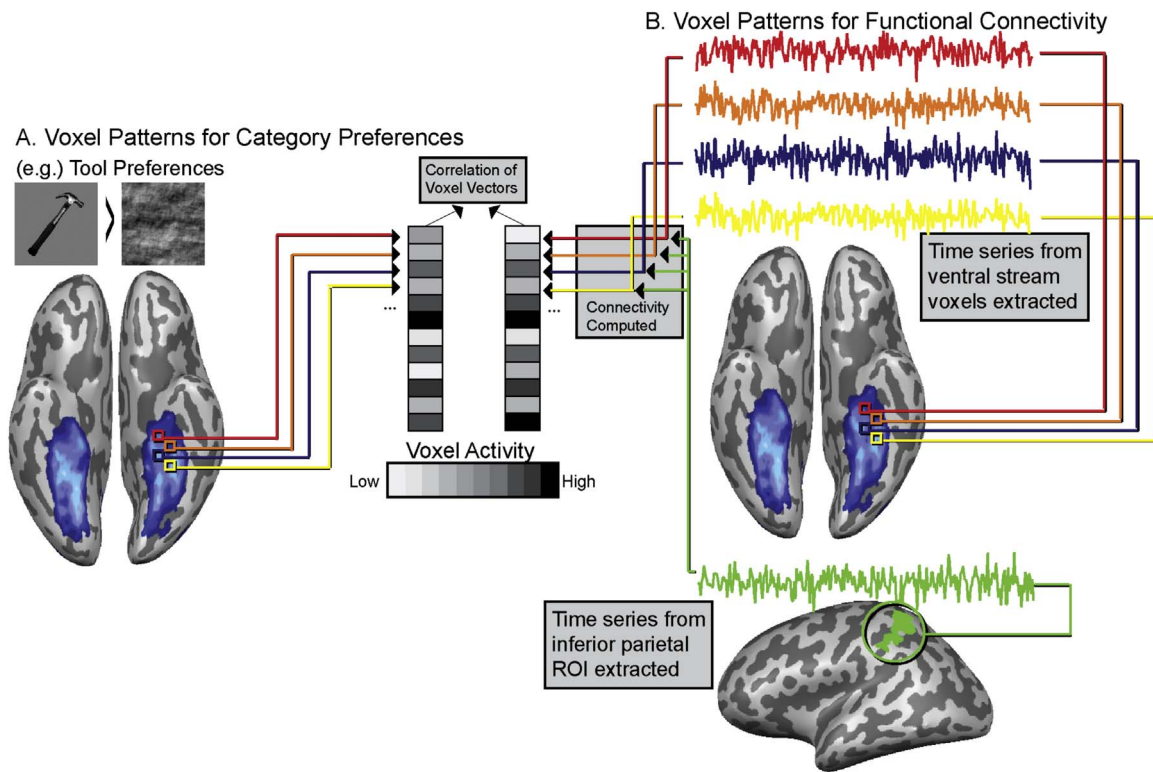 B. Voxel Patterns for Functional Connectivity
A. Voxel Patterns for Category Preferences
(e.g.) Tool Preferences
Correlation of
Voxel Vectors
...
...
Connectivity
Computed
Time series from
ventral stream
voxels extracted
Voxel Activity
Low
High
Time series from
inferior parietal
ROI extracted